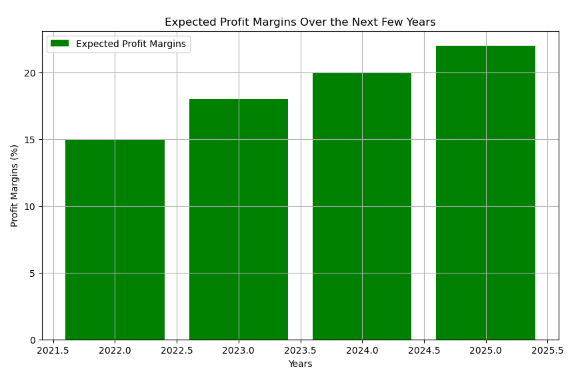 Expected Profit Margins Over the Next Few Years
Expected Profit Margins
20
15
10
5
0
Profit Margins (%)
2021.5 2022.0 2022.5 2023.0 2023.5 2024.0 2024.5 2025.0 2025.5
Years